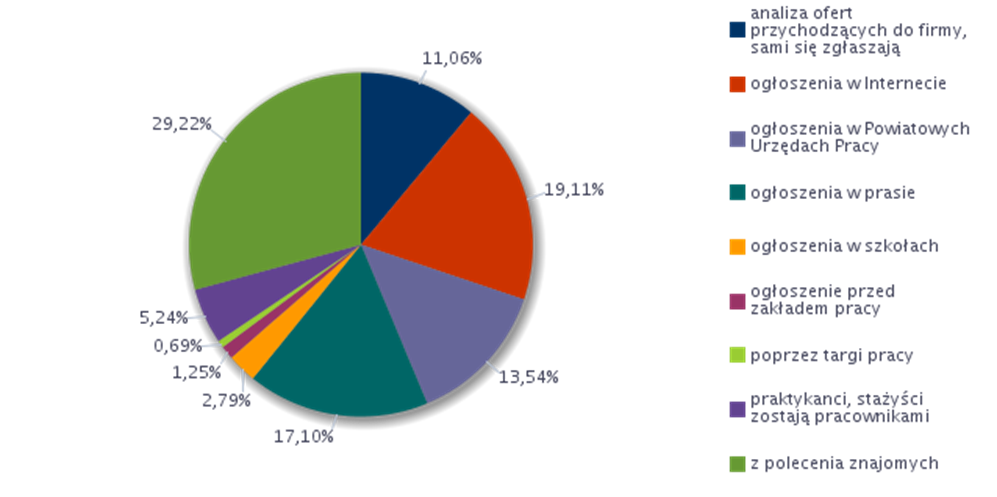 11,06%
19,11%
13,54%
17,10%
2,79%
1,25%
0,69%
5,24%
29,22%
analiza ofert
przychodzących do firmy,
sami się zgłaszają
ogłoszenia w Internecie
ogłoszenia w Powiatowych
Urzędach Pracy
ogłoszenia w prasie
ogłoszenia w szkołach
ogłoszenie przed
zakładem pracy
poprzez targi pracy
praktykanci, stażyści
zostają pracownikami
z polecenia znajomych